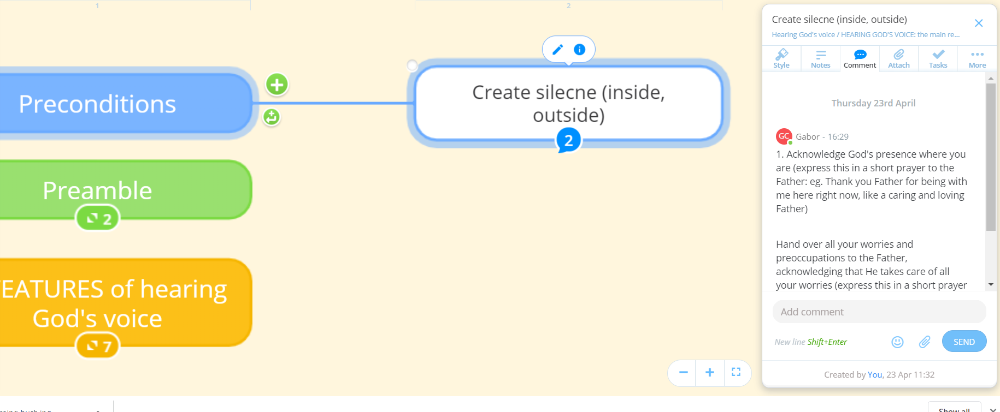 1
2
Preconditions
Create silecne (inside,
outside)
2
Preamble
2
EATURES of hearing
God's voice
7
Create silecne (inside, outside)
Hearing God's voice / HEARING GOD'S VOICE: the main re...
Style
Notes
Comment
Attach
Tasks
More
Thursday 23rd April
GC
Gabor - 16:29
1. Acknowledge God's presence where you
are (express this in a short prayer to the
Father: eg. Thank you Father for being with
me here right now, like a caring and loving
Father)
Hand over all your worries and
preoccupations to the Father,
acknowledging that He takes care of all
your worries (express this in a short prayer
Add comment
New line Shift+Enter
SEND
Created by You, 23 Apr 11:32
Show all